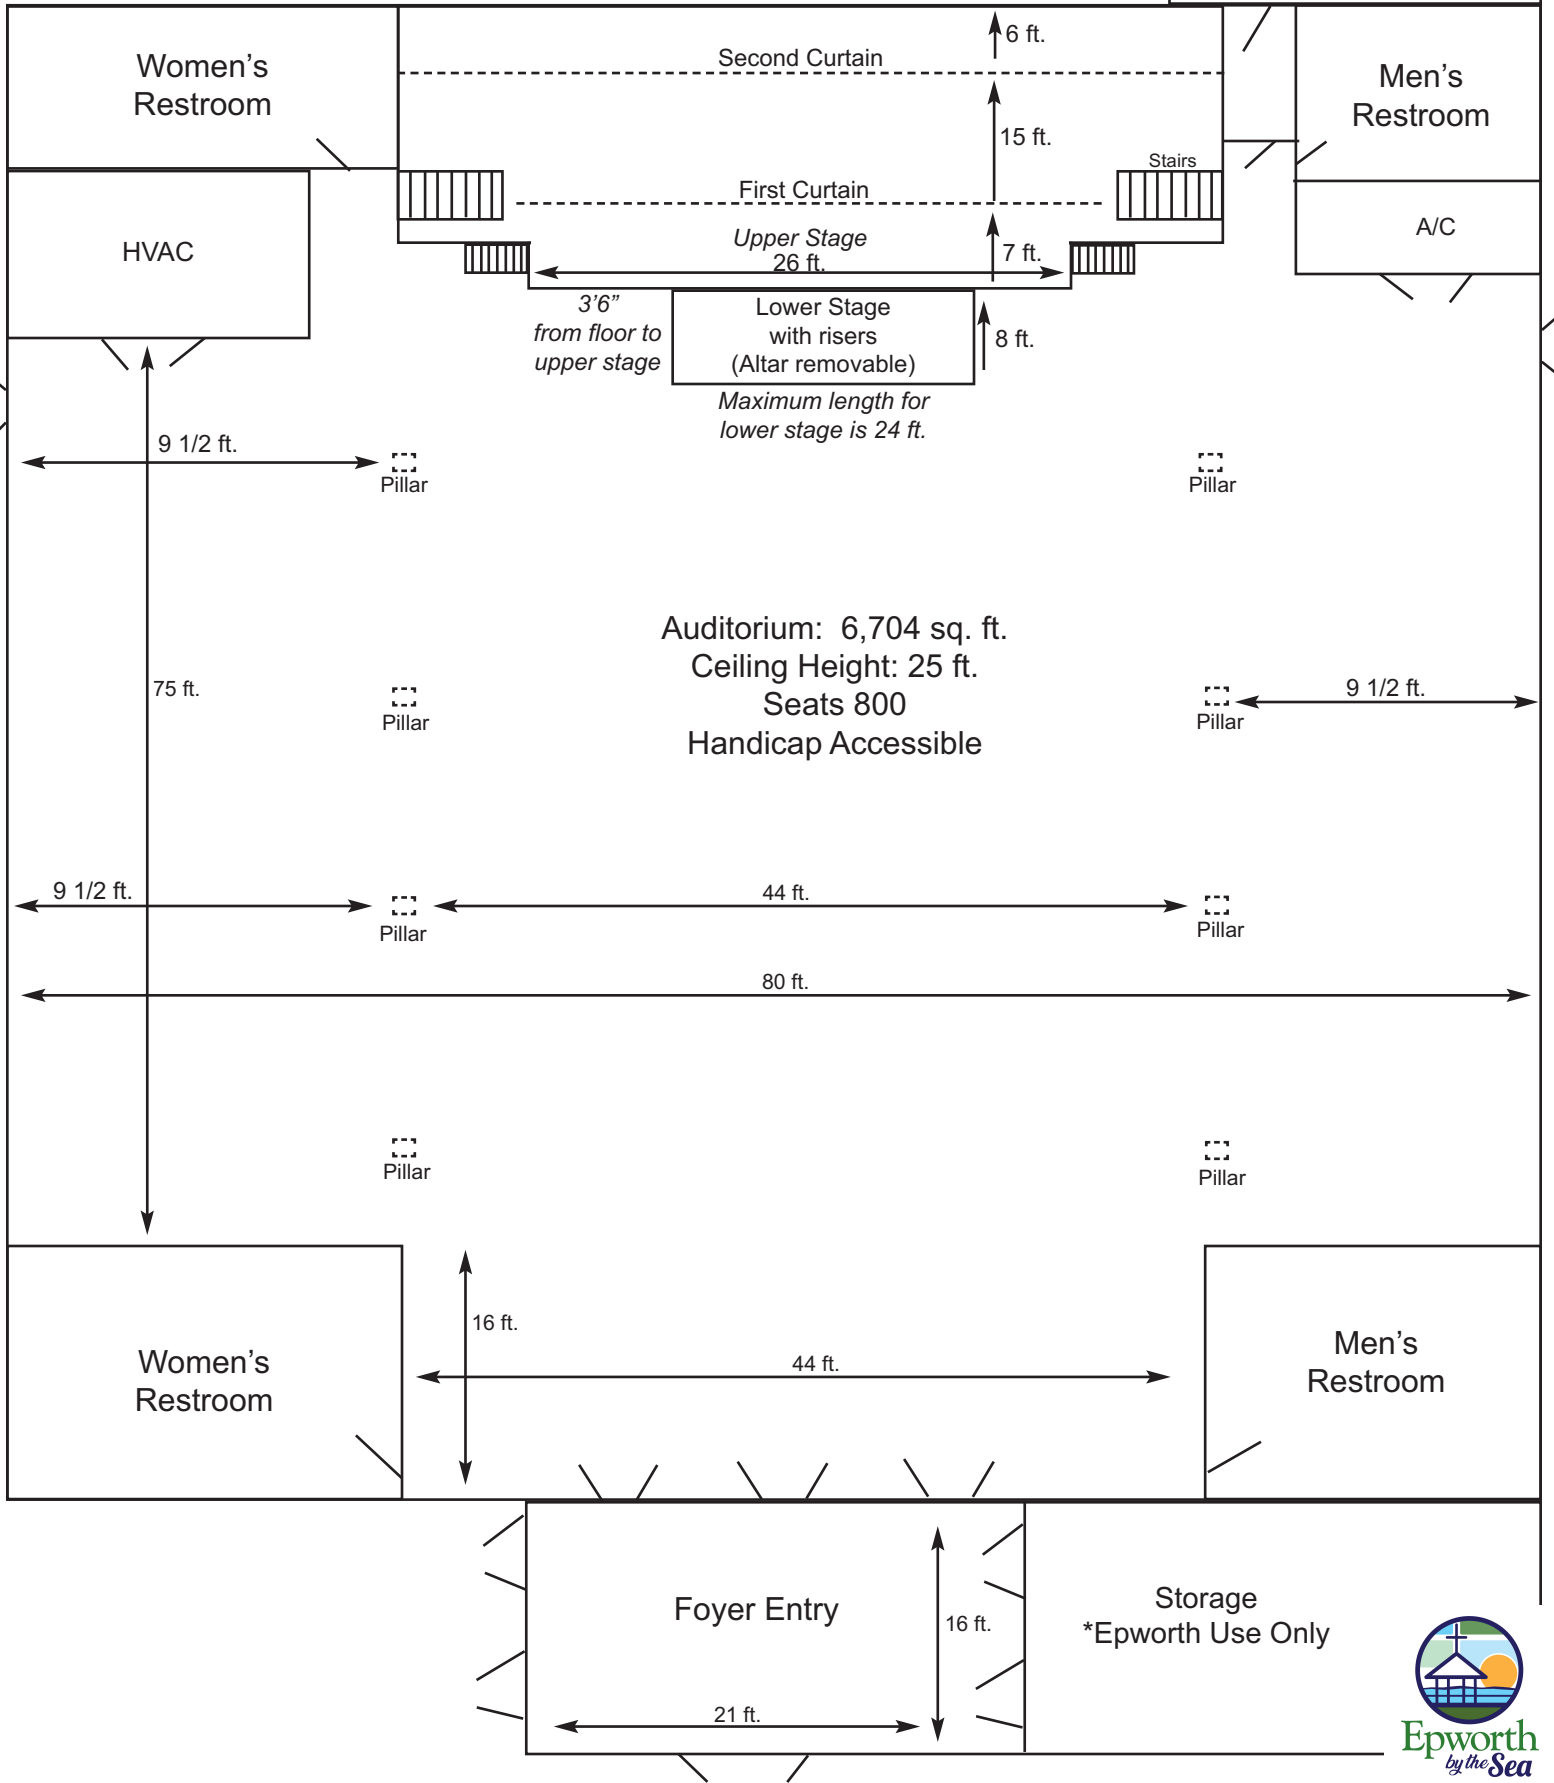 6 ft.
Second Curtain
Women’s
Restroom
Men’s
Restroom
15 ft.
Stairs
First Curtain
HVAC
Upper Stage
26 ft.
7 ft.
A/C
3’6”
from floor to
upper stage
Lower Stage
with risers
(Altar removable)
8 ft.
Maximum length for
lower stage is 24 ft.
9 1/2 ft.
Pillar
Pillar
Auditorium: 6,704 sq. ft.
Ceiling Height: 25 ft.
Seats 800
Handicap Accessible
75 ft.
9 1/2 ft.
Pillar
Pillar
9 1/2 ft.
44 ft.
Pillar
Pillar
80 ft.
Pillar
Pillar
16 ft.
Women’s
Restroom
44 ft.
Men’s
Restroom
Foyer Entry
16 ft.
21 ft.
Storage
*Epworth Use Only
Epworth
by the Sea